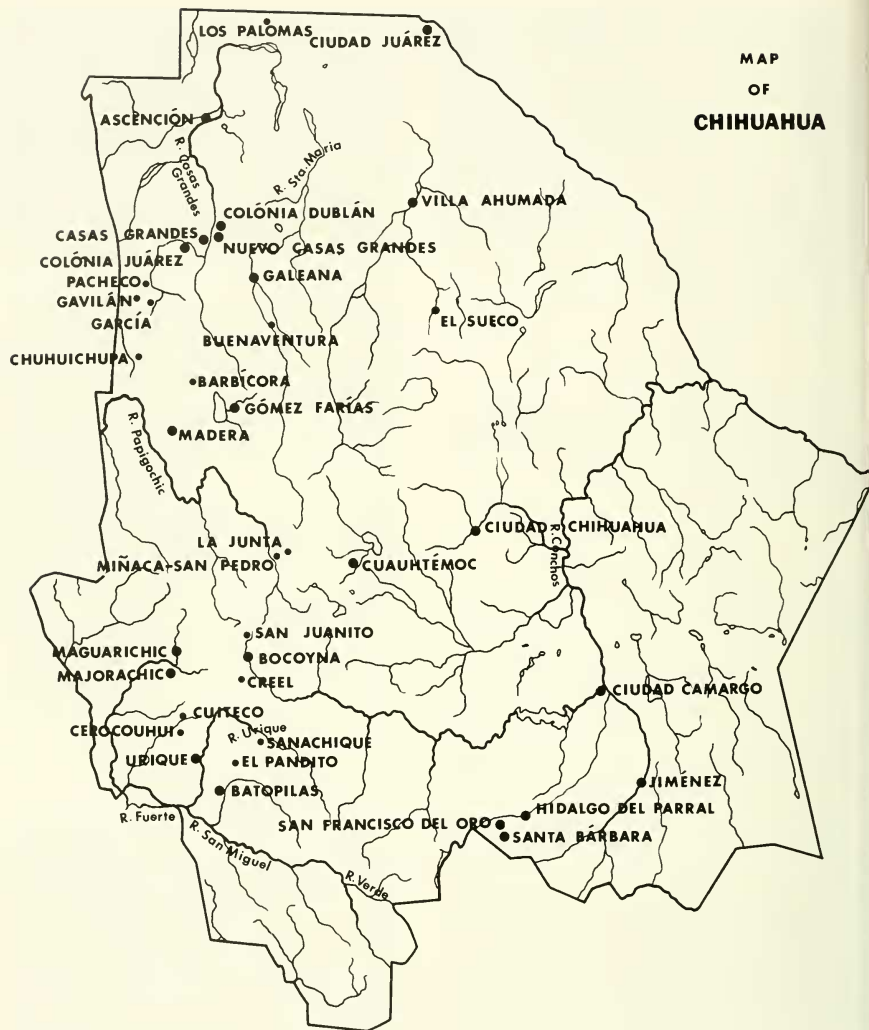 LOS PALOMAS
CIUDAD JUÁREZ
MAP
OF
CHIHUAHUA
ASCENCIÓN
R. Casas
Grandes
R. Sta. Maria
COLÓNIA DUBLÁN
VILLA AHUMADA
CASAS GRANDES
NUEVO CASAS GRANDES
COLÓNIA JUÁREZ
PACHECO
GALEANA
GAVILÁN
GARCÍA
EL SUECO
BUENAVENTURA
CHUHUICHUPA
BARBÍCORA
GÓMEZ FARÍAS
MADERA
R. Papigochic
CIUDAD CHIHUAHUA
R. Conchos
LA JUNTA
MIÑACA-SAN PEDRO
CUAUHTÉMOC
SAN JUANITO
MAGUARICHIC
BOCOYNA
MAJORACHIC
CREEL
CIUDAD CAMARGO
CUITECO
CEROCOUHUI
R. Urique
SANACHIQUE
URIQUE
EL PANDITO
JIMÉNEZ
BATOPILAS
HIDALGO DEL PARRAL
R. Fuerte
SAN FRANCISCO DEL ORO
SANTA BÁRBARA
R. San Miguel
R. Verde